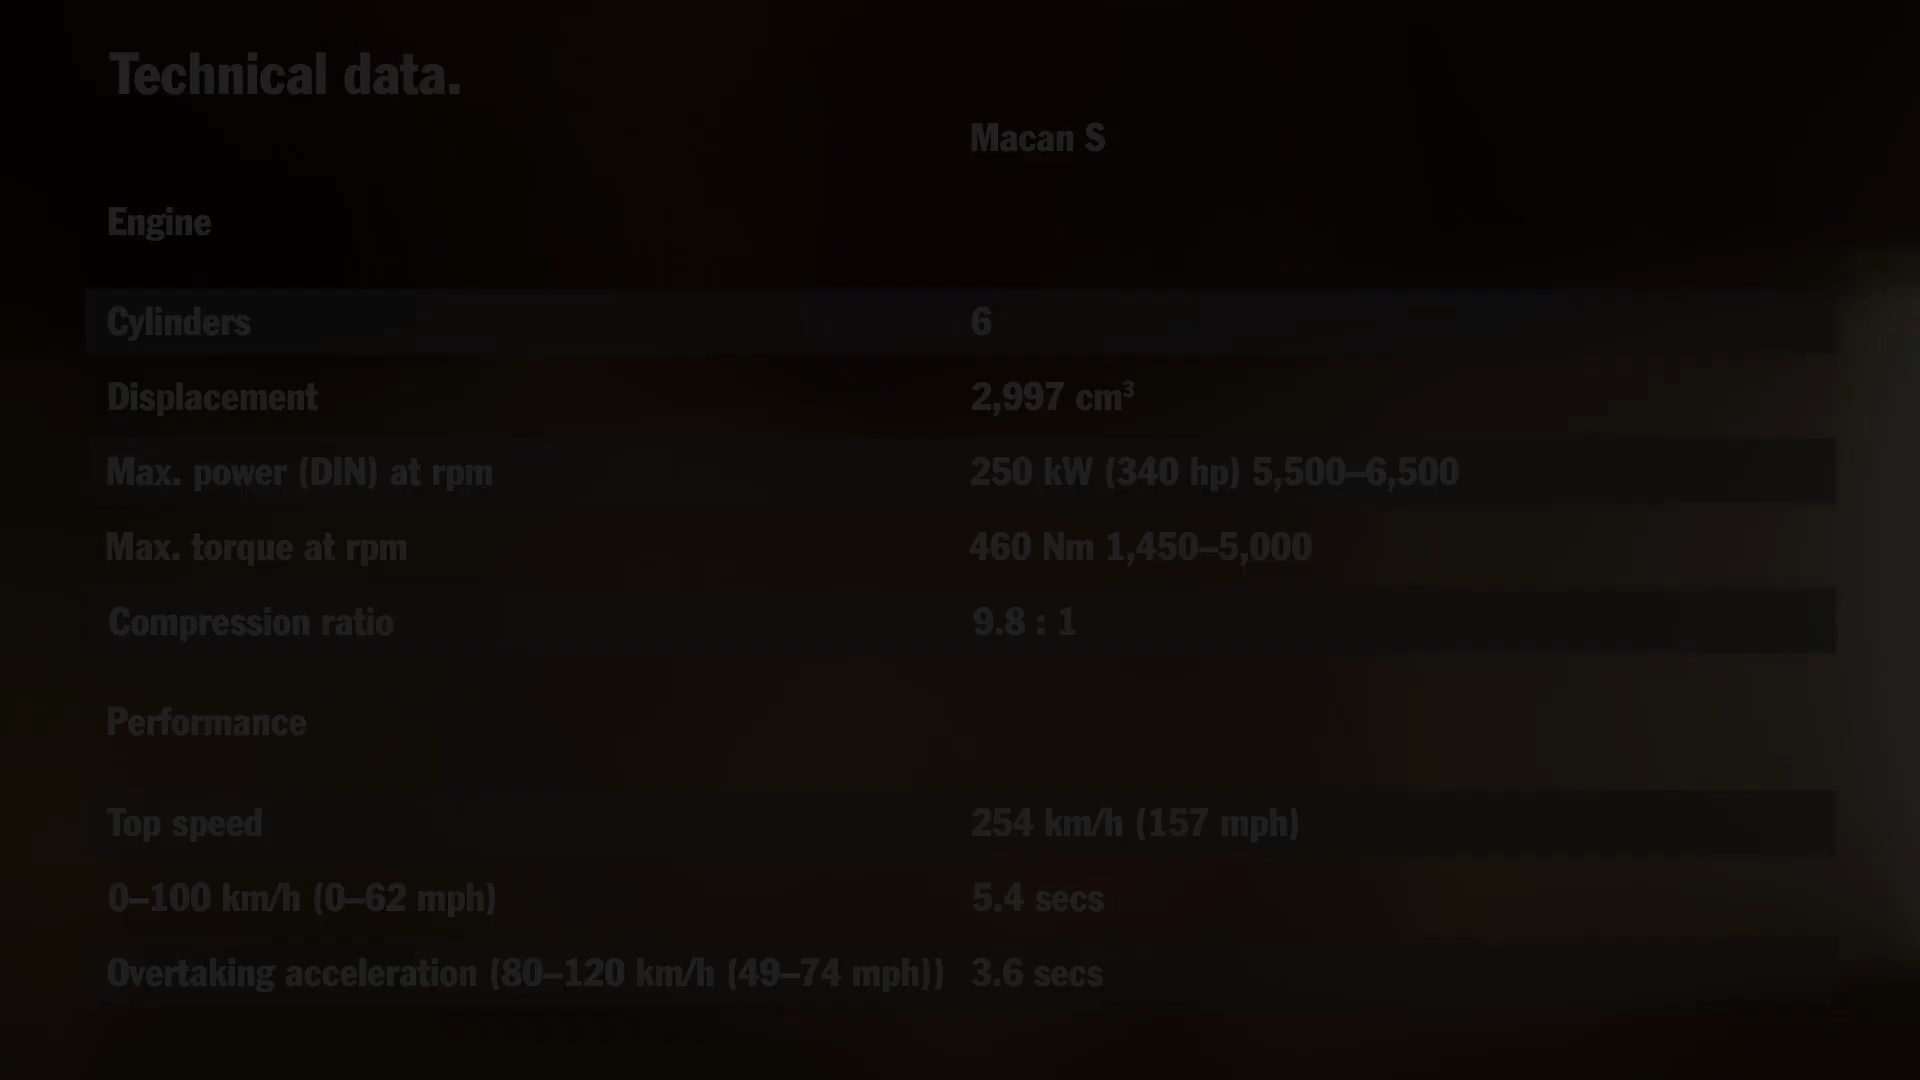 Technical data.
Macan S
Engine
Cylinders 6
Displacement 2,997 cm³
Max. power (DIN) at rpm 250 kW (340 hp) 5,500–6,500
Max. torque at rpm 460 Nm 1,450–5,000
Compression ratio 9.8 : 1
Performance
Top speed 254 km/h (157 mph)
0–100 km/h (0–62 mph) 5.4 secs
Overtaking acceleration (80–120 km/h (49–74 mph)) 3.6 secs